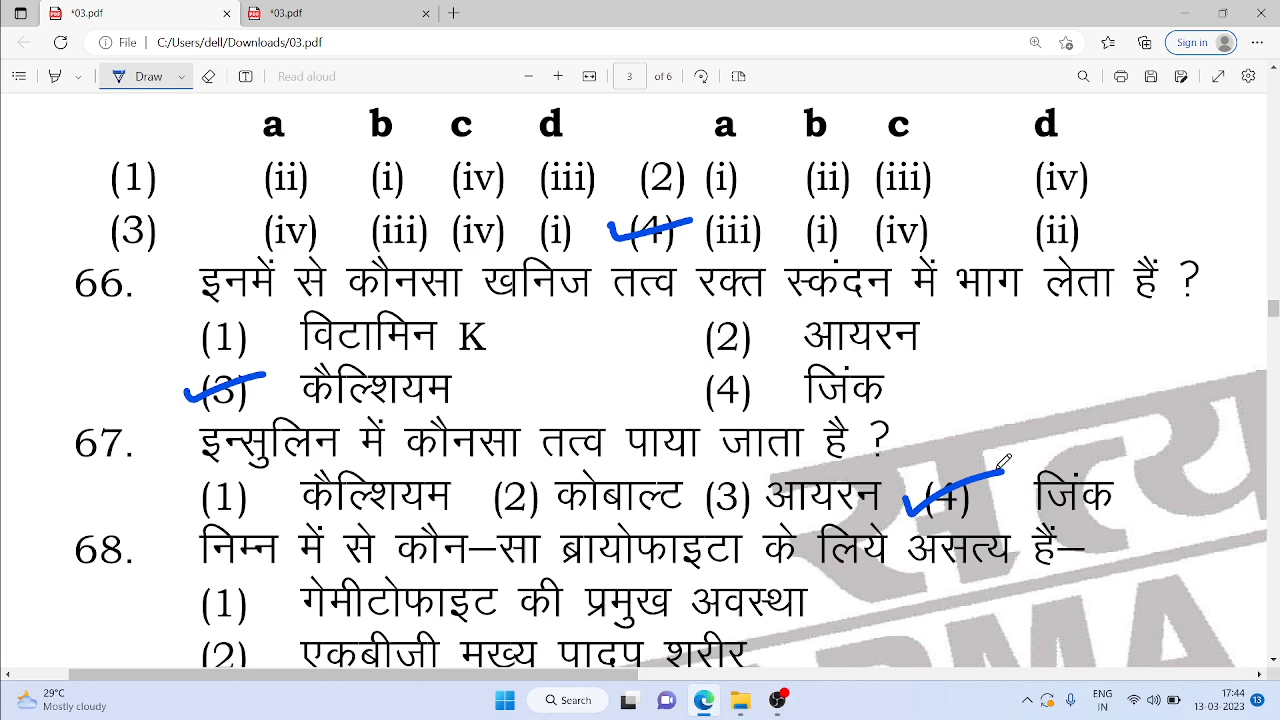 *03.pdf
*03.pdf
File C:/Users/dell/Downloads/03.pdf Sign in
Draw Read aloud 3 of 6
a b c d a b c d
(1) (ii) (i) (iv) (iii) (2) (i) (ii) (iii) (iv)
(3) (iv) (iii) (iv) (i) (4) (iii) (i) (iv) (ii)
66. इनमें से कौनसा खनिज तत्व रक्त स्कंदन में भाग लेता हैं ?
(1) विटामिन K (2) आयरन
(3) कैल्शियम (4) जिंक
67. इन्सुलिन में कौनसा तत्व पाया जाता है ?
(1) कैल्शियम (2) कोबाल्ट (3) आयरन (4) जिंक
68. निम्न में से कौन–सा ब्रायोफाइटा के लिये असत्य हैं–
(1) गेमीटोफाइट की प्रमुख अवस्था
(2) एकबीजी मुख्य पादप शरीर
सत्य
29°C
Mostly cloudy
Search
ENG
IN
17:44
13-03-2023
13